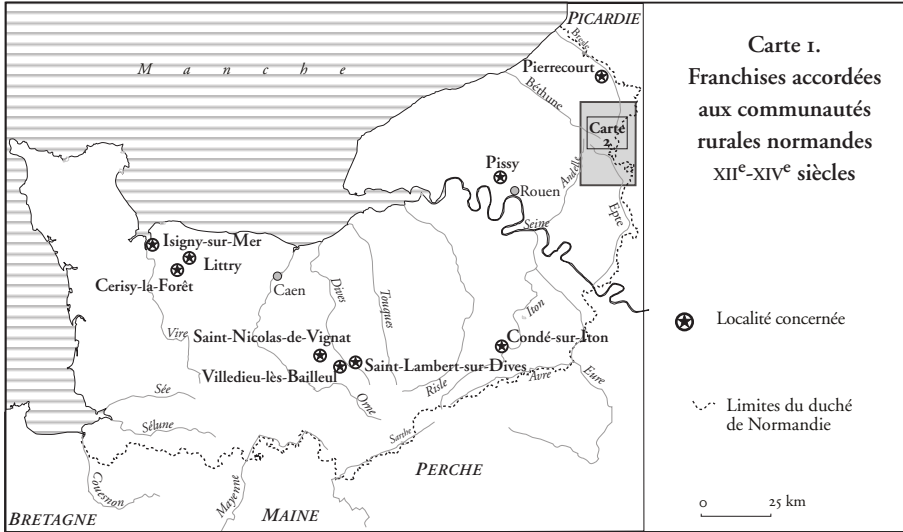 PICARDIE
Bresle
Pierrecourt
Béthune
Manche
Carte
2
Pissy
Andelle
Rouen
Epte
Seine
Isigny-sur-Mer
Littry
Cerisy-la-Forêt
Caen
Dives
Touques
Iton
Vire
Saint-Nicolas-de-Vignat
Condé-sur-Iton
Villedieu-lès-Bailleul
Saint-Lambert-sur-Dives
Avre
Eure
Risle
Orne
Sée
Sélune
Sarthe
PERCHE
Couesnon
Mayenne
BRETAGNE
MAINE
Carte 1.
Franchises accordées
aux communautés
rurales normandes
XIIe-XIVe siècles
Localité concernée
Limites du duché
de Normandie
0 25 km